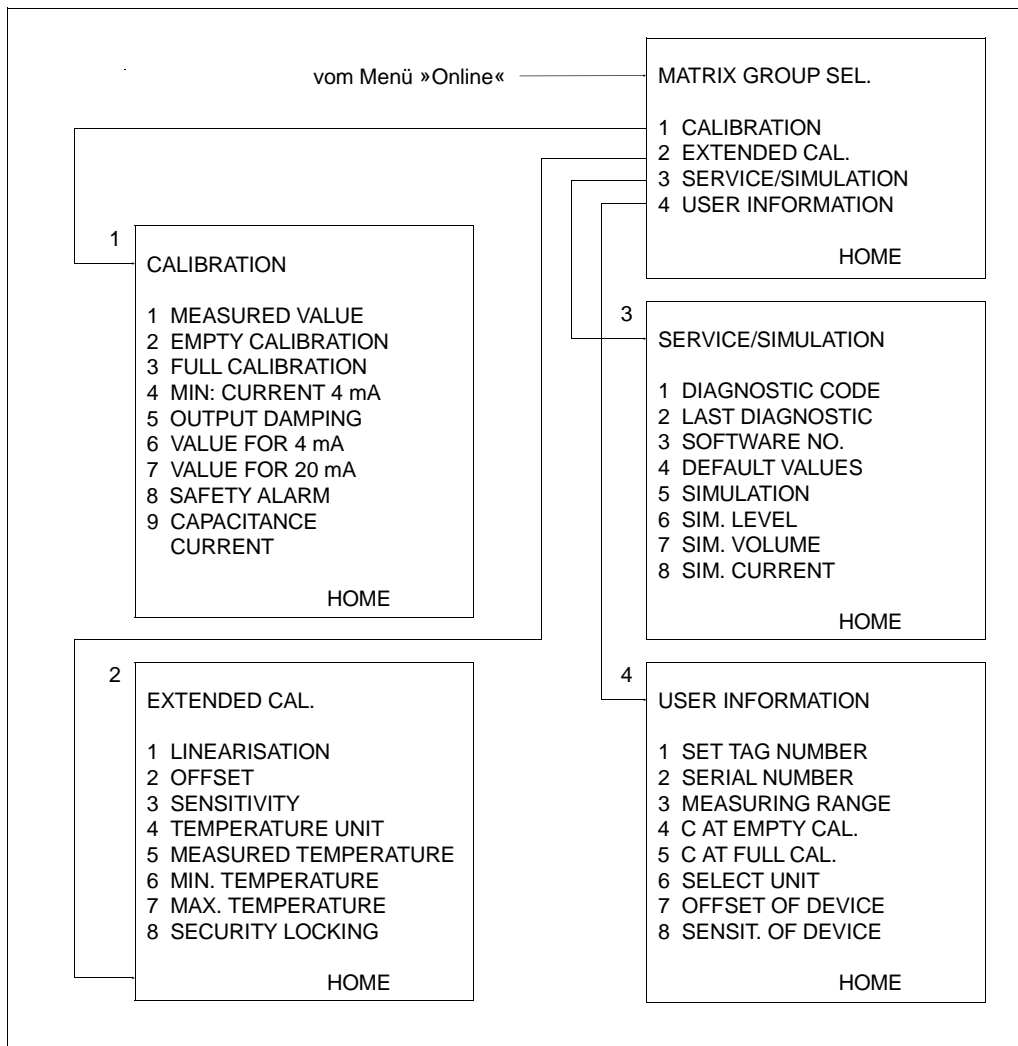 vom Menü »Online«
MATRIX GROUP SEL.
1 CALIBRATION
2 EXTENDED CAL.
3 SERVICE/SIMULATION
4 USER INFORMATION
HOME
1
CALIBRATION
1 MEASURED VALUE
2 EMPTY CALIBRATION
3 FULL CALIBRATION
4 MIN: CURRENT 4 mA
5 OUTPUT DAMPING
6 VALUE FOR 4 mA
7 VALUE FOR 20 mA
8 SAFETY ALARM
9 CAPACITANCE
CURRENT
HOME
3
SERVICE/SIMULATION
1 DIAGNOSTIC CODE
2 LAST DIAGNOSTIC
3 SOFTWARE NO.
4 DEFAULT VALUES
5 SIMULATION
6 SIM. LEVEL
7 SIM. VOLUME
8 SIM. CURRENT
HOME
2
EXTENDED CAL.
1 LINEARISATION
2 OFFSET
3 SENSITIVITY
4 TEMPERATURE UNIT
5 MEASURED TEMPERATURE
6 MIN. TEMPERATURE
7 MAX. TEMPERATURE
8 SECURITY LOCKING
HOME
4
USER INFORMATION
1 SET TAG NUMBER
2 SERIAL NUMBER
3 MEASURING RANGE
4 C AT EMPTY CAL.
5 C AT FULL CAL.
6 SELECT UNIT
7 OFFSET OF DEVICE
8 SENSIT. OF DEVICE
HOME